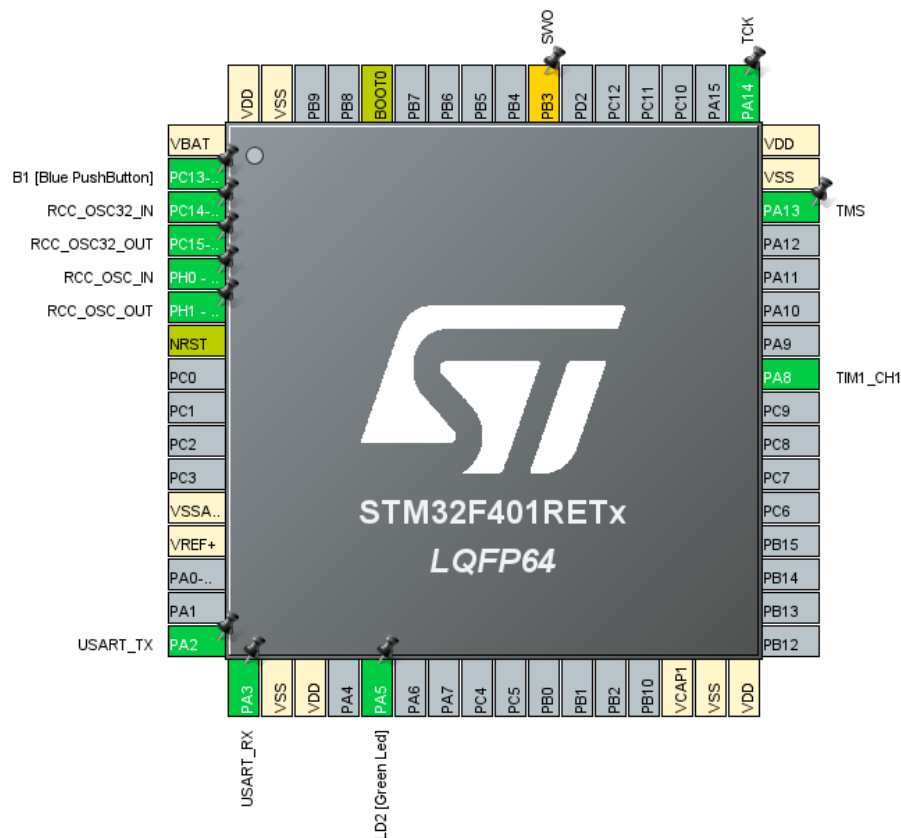 SWO
TCK
VDD
VSS
PB9
PB8
BOOT0
PB7
PB6
PB5
PB4
PB3
PD2
PC12
PC11
PC10
PA15
PA14
VBAT
B1 [Blue PushButton]
PC13-..
RCC_OSC32_IN
PC14-..
RCC_OSC32_OUT
PC15-..
RCC_OSC_IN
PH0 - ..
RCC_OSC_OUT
PH1 - ..
NRST
PC0
PC1
PC2
PC3
VSSA..
VREF+
PA0-..
PA1
USART_TX
PA2
VDD
VSS
PA13
TMS
PA12
PA11
PA10
PA9
PA8
TIM1_CH1
PC9
PC8
PC7
PC6
PB15
PB14
PB13
PB12
ST
STM32F401RETx
LQFP64
PA3
VSS
VDD
PA4
PA5
PA6
PA7
PC4
PC5
PB0
PB1
PB2
PB10
VCAP1
VSS
VDD
USART_RX
LD2 [Green Led]